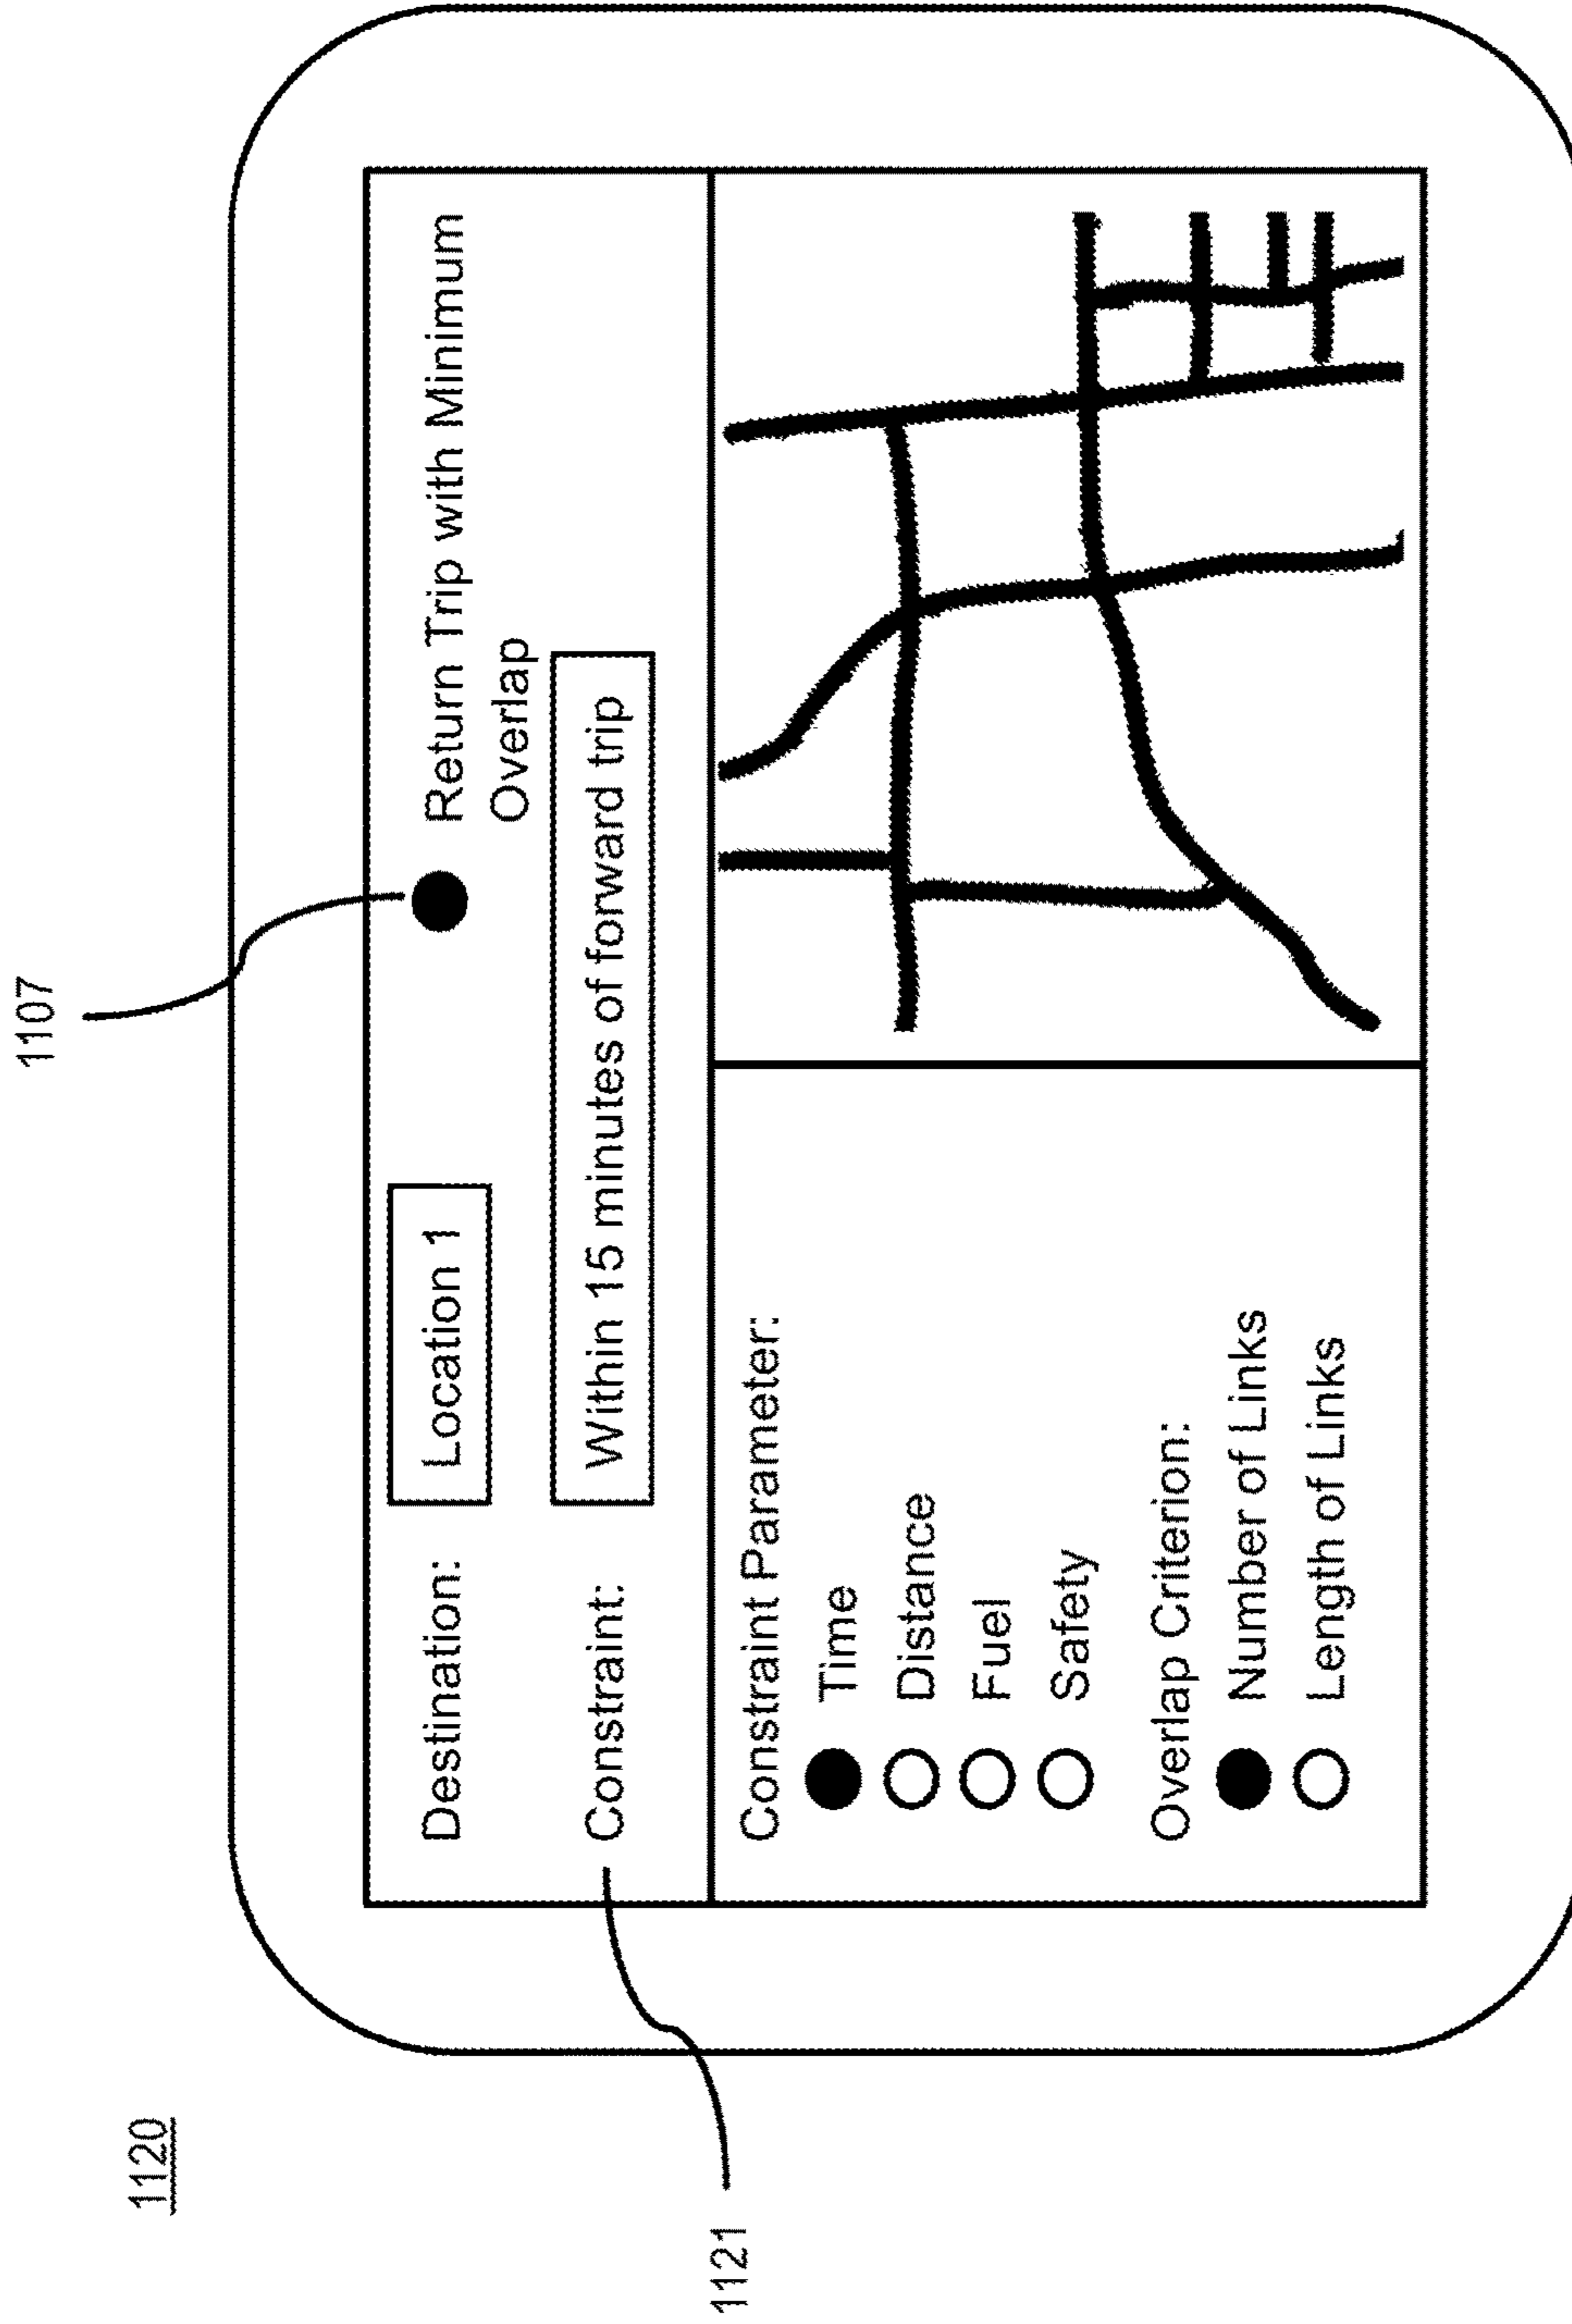 1120
1107
1121
Destination:
Location 1
Return Trip with Minimum
Overlap
Constraint:
Within 15 minutes of forward trip
Constraint Parameter:
Time
Distance
Fuel
Safety
Overlap Criterion:
Number of Links
Length of Links